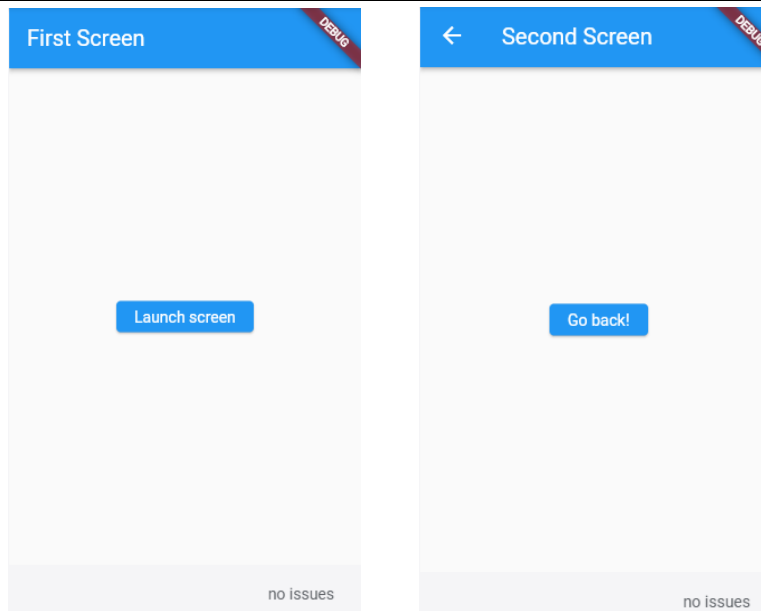 First Screen
DEBUG
Launch screen
no issues
Second Screen
DEBUG
Go back!
no issues